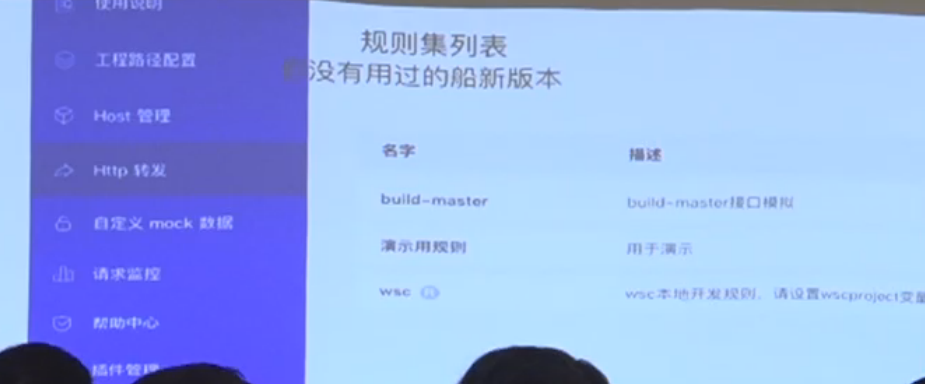 使用说明
工程路径配置
Host 管理
Http 转发
自定义 mock 数据
请求监控
帮助中心
插件管理
规则集列表
没有用过的船新版本
名字 描述
build-master build-master接口模拟
演示用规则 用于演示
wsc wsc本地开发规则，请设置wscproject变量